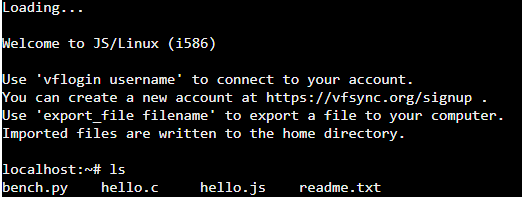 Loading...
Welcome to JS/Linux (i586)
Use 'vflogin username' to connect to your account.
You can create a new account at https://vfsync.org/signup .
Use 'export_file filename' to export a file to your computer.
Imported files are written to the home directory.
localhost:~# ls
bench.py    hello.c     hello.js    readme.txt